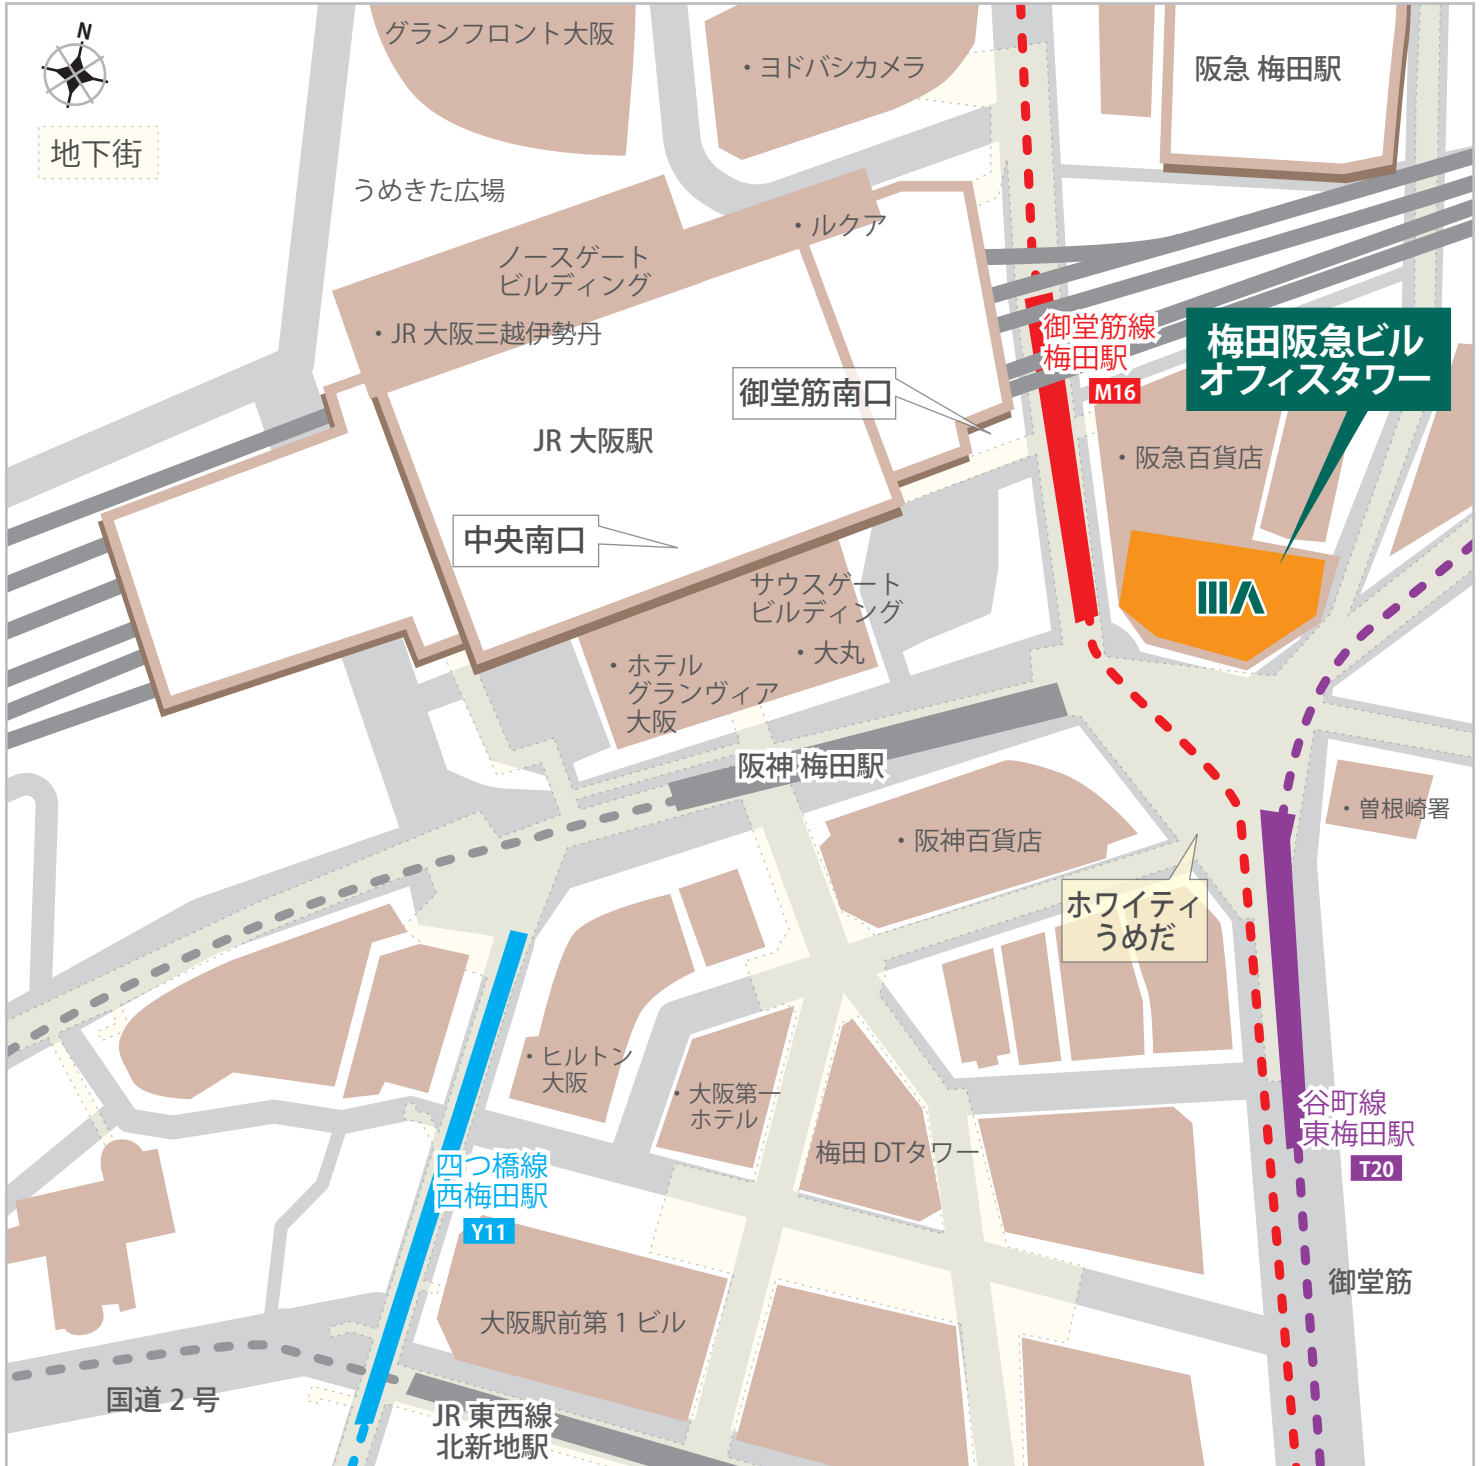 N
地下街
グランフロント大阪
・ヨドバシカメラ
阪急 梅田駅
うめきた広場
・ルクア
ノースゲート
ビルディング
・JR 大阪三越伊勢丹
御堂筋線
梅田駅
M16
梅田阪急ビル
オフィスタワー
御堂筋南口
JR 大阪駅
・阪急百貨店
中央南口
サウスゲート
ビルディング
・大丸
・ホテル
グランヴィア
大阪
阪神 梅田駅
・曽根崎署
・阪神百貨店
ホワイティ
うめだ
・ヒルトン
大阪
・大阪第一
ホテル
梅田 DTタワー
谷町線
東梅田駅
T20
四つ橋線
西梅田駅
Y11
御堂筋
大阪駅前第 1 ビル
国道 2 号
JR 東西線
北新地駅